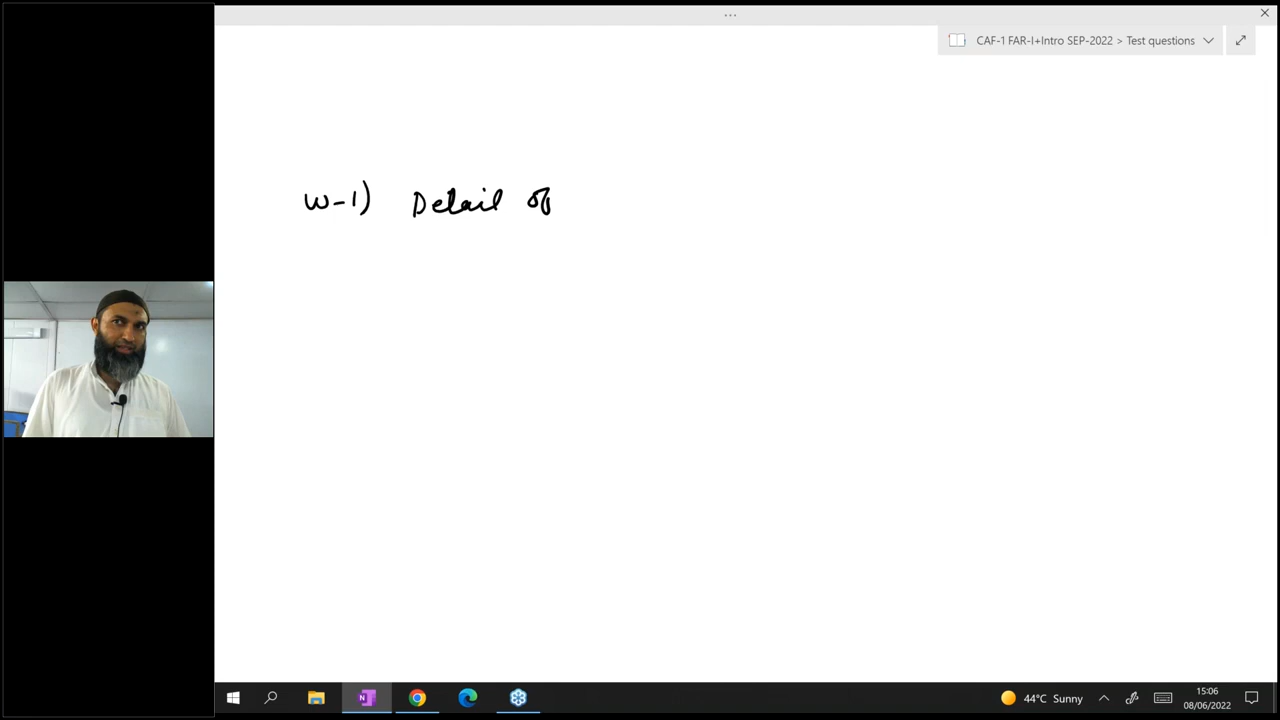 CAF-1 FAR-I+Intro SEP-2022 > Test questions
W-1) Detail of
44°C Sunny
15:06
08/06/2022